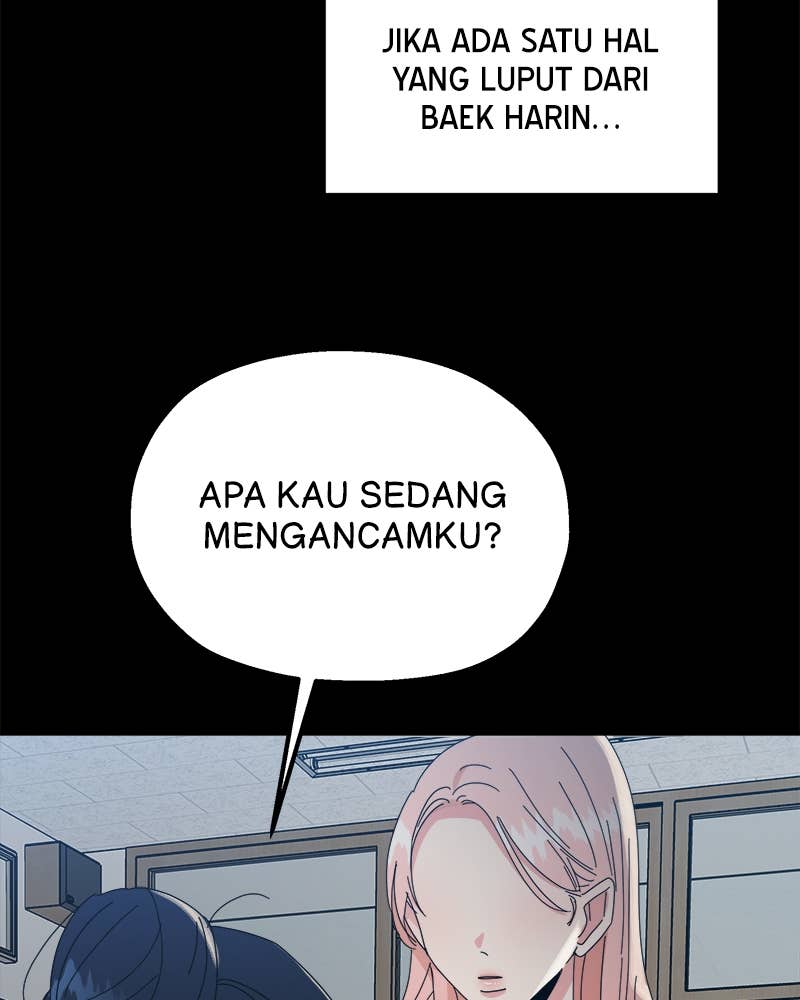 JIKA ADA SATU HAL
YANG LUPUT DARI
BAEK HARIN...
APA KAU SEDANG
MENGANCAMKU?